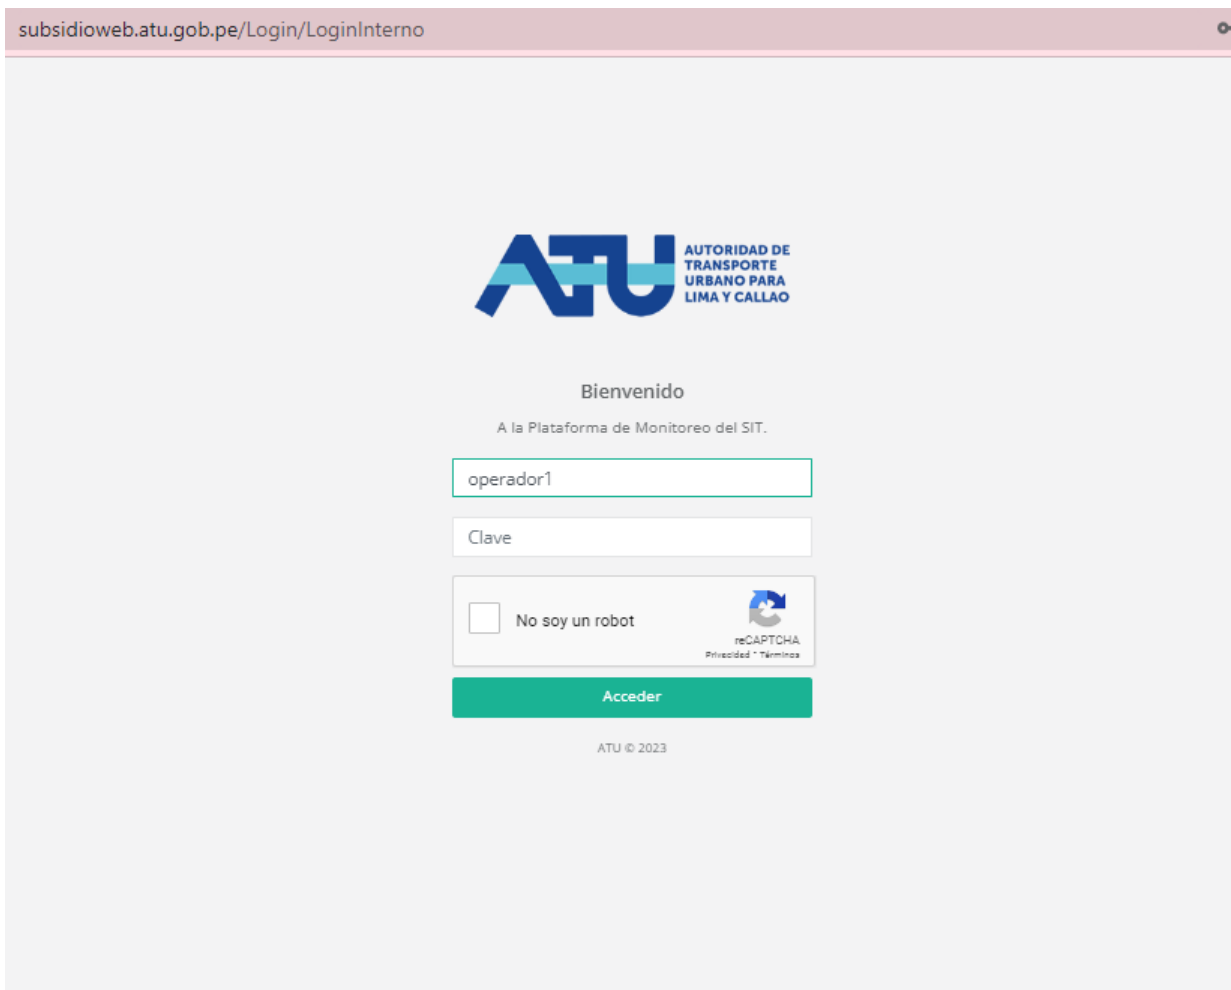 subsidioweb.atu.gob.pe/Login/LoginInterno
ATU
AUTORIDAD DE
TRANSPORTE
URBANO PARA
LIMA Y CALLAO
Bienvenido
A la Plataforma de Monitoreo del SIT.
operador1
Clave
No soy un robot
reCAPTCHA
Privacidad - Términos
Acceder
ATU © 2023